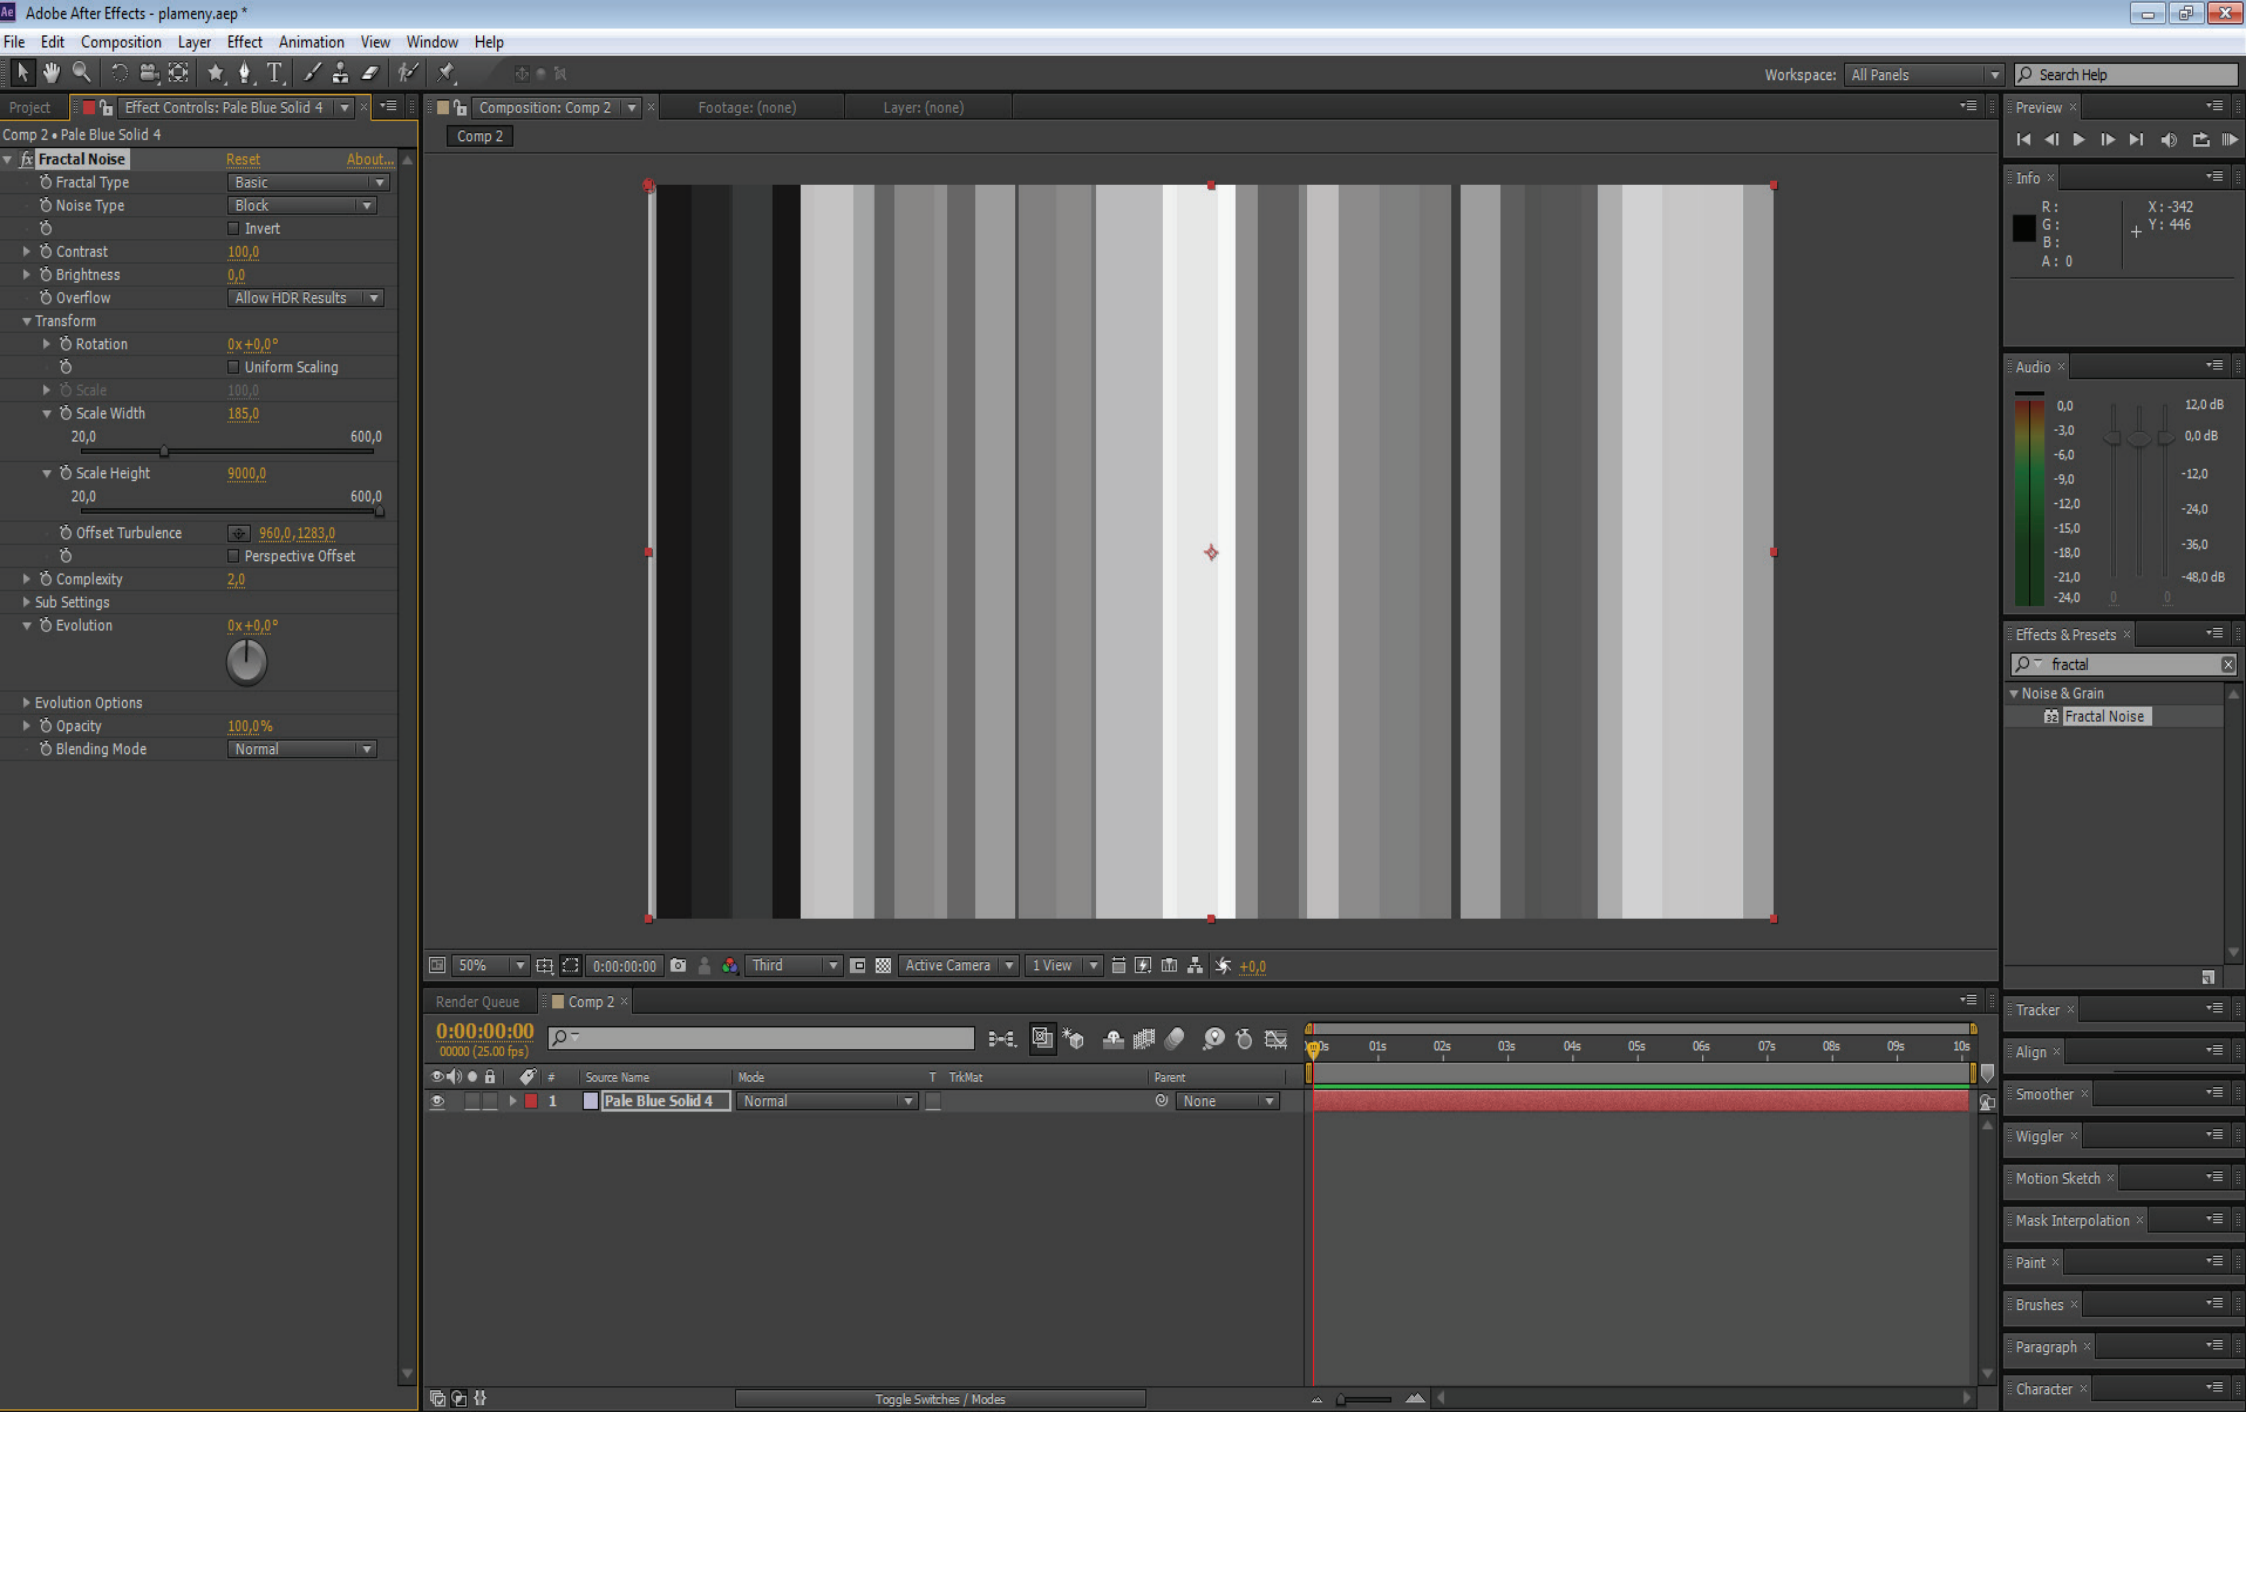 Ae Adobe After Effects - plameny.aep *
File Edit Composition Layer Effect Animation View Window Help
Workspace: All Panels Search Help
Project Effect Controls: Pale Blue Solid 4
Comp 2 • Pale Blue Solid 4
fx Fractal Noise Reset About...
Fractal Type Basic
Noise Type Block
Invert
Contrast 100,0
Brightness 0,0
Overflow Allow HDR Results
Transform
Rotation 0x+0,0°
Uniform Scaling
Scale 100,0
Scale Width 185,0
20,0 600,0
Scale Height 9000,0
20,0 600,0
Offset Turbulence 960,0,1283,0
Perspective Offset
Complexity 2,0
Sub Settings
Evolution 0x+0,0°
Evolution Options
Opacity 100,0%
Blending Mode Normal
Composition: Comp 2 Footage: (none) Layer: (none)
Comp 2
50% 0:00:00:00 Third Active Camera 1 View +0,0
Render Queue Comp 2
0:00:00:00
00000 (25.00 fps)
01s 02s 03s 04s 05s 06s 07s 08s 09s 10s
# Source Name Mode T TrkMat Parent
1 Pale Blue Solid 4 Normal None
Toggle Switches / Modes
Preview
Info
R: X: -342
G: Y: 446
B:
A: 0
Audio
0,0 12,0 dB
-3,0 0,0 dB
-6,0
-9,0 -12,0
-12,0 -24,0
-15,0
-18,0 -36,0
-21,0 -48,0 dB
-24,0 0 0
Effects & Presets
fractal
Noise & Grain
32 Fractal Noise
Tracker
Align
Smoother
Wiggler
Motion Sketch
Mask Interpolation
Paint
Brushes
Paragraph
Character